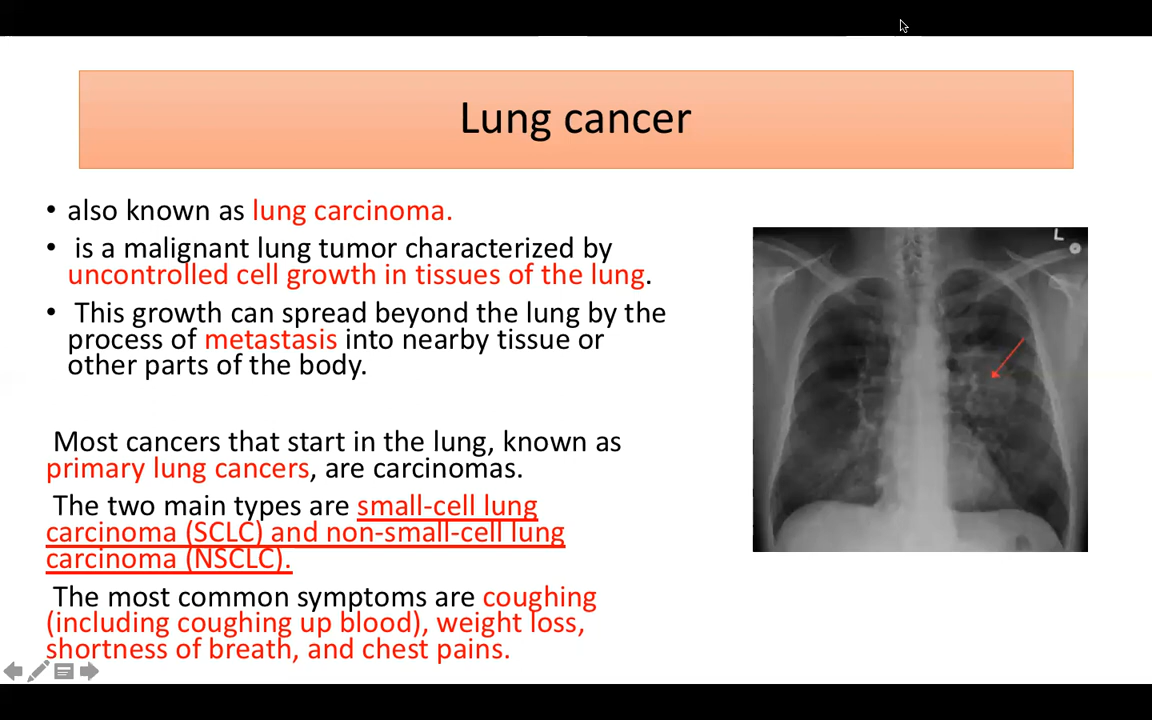 Lung cancer
• also known as lung carcinoma.
• is a malignant lung tumor characterized by
uncontrolled cell growth in tissues of the lung.
• This growth can spread beyond the lung by the
process of metastasis into nearby tissue or
other parts of the body.
Most cancers that start in the lung, known as
primary lung cancers, are carcinomas.
The two main types are small-cell lung
carcinoma (SCLC) and non-small-cell lung
carcinoma (NSCLC).
The most common symptoms are coughing
(including coughing up blood), weight loss,
shortness of breath, and chest pains.
L